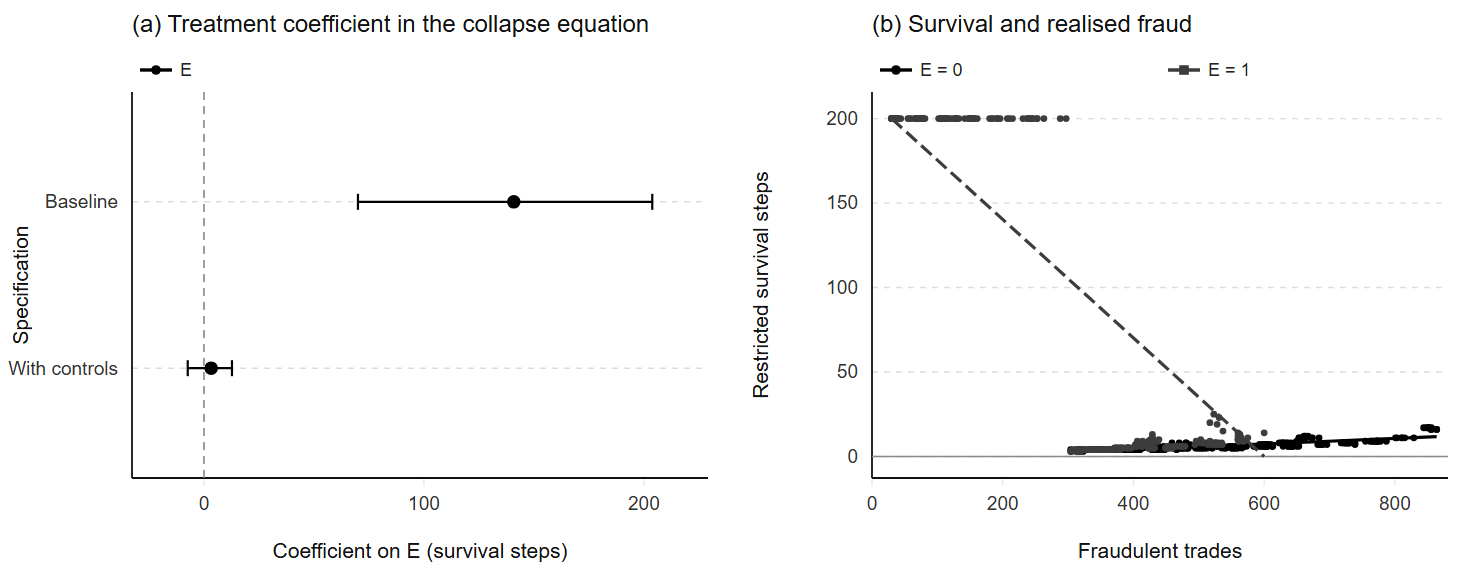 (a) Treatment coefficient in the collapse equation
E
Specification
Baseline
With controls
0
100
200
Coefficient on E (survival steps)
(b) Survival and realised fraud
E = 0
E = 1
Restricted survival steps
200
150
100
50
0
0
200
400
600
800
Fraudulent trades